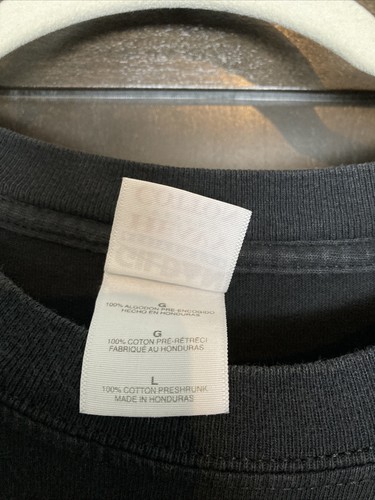 G
100% ALGODON PRE-ENCOGIDO
HECHO EN HONDURAS
G
100% COTON PRÉ-RÉTRÉCI
FABRIQUÉ AU HONDURAS
L
100% COTTON PRESHRUNK
MADE IN HONDURAS